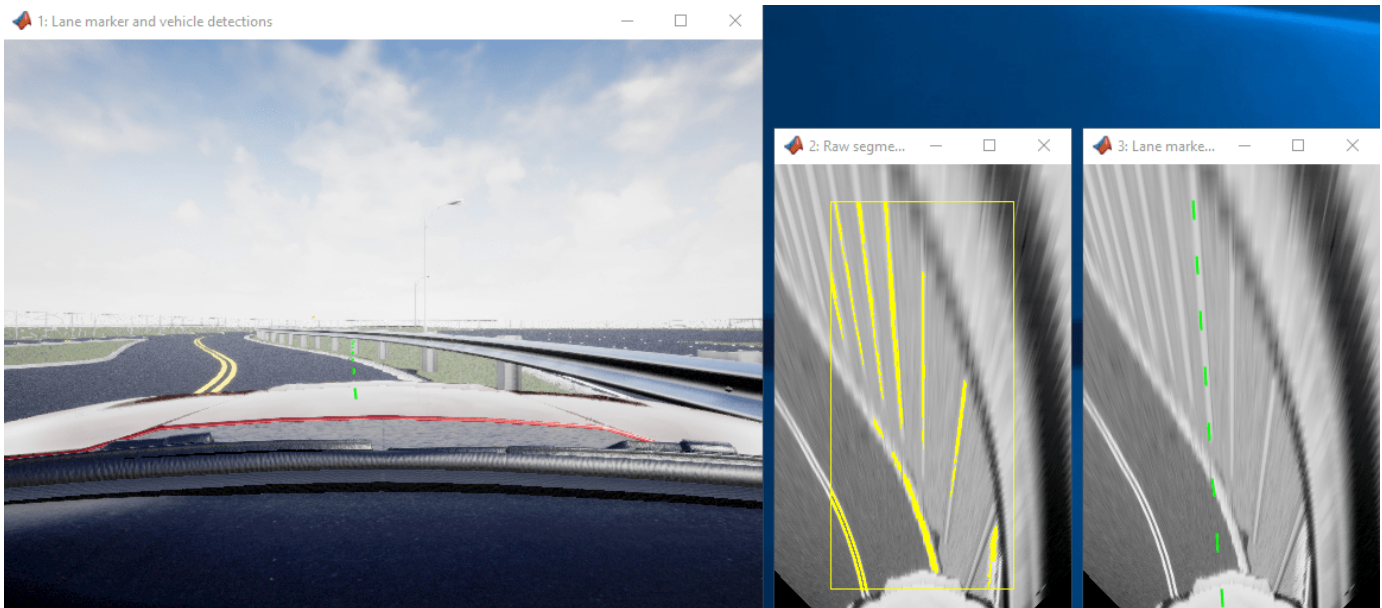 1: Lane marker and vehicle detections
2: Raw segme...
3: Lane marke...